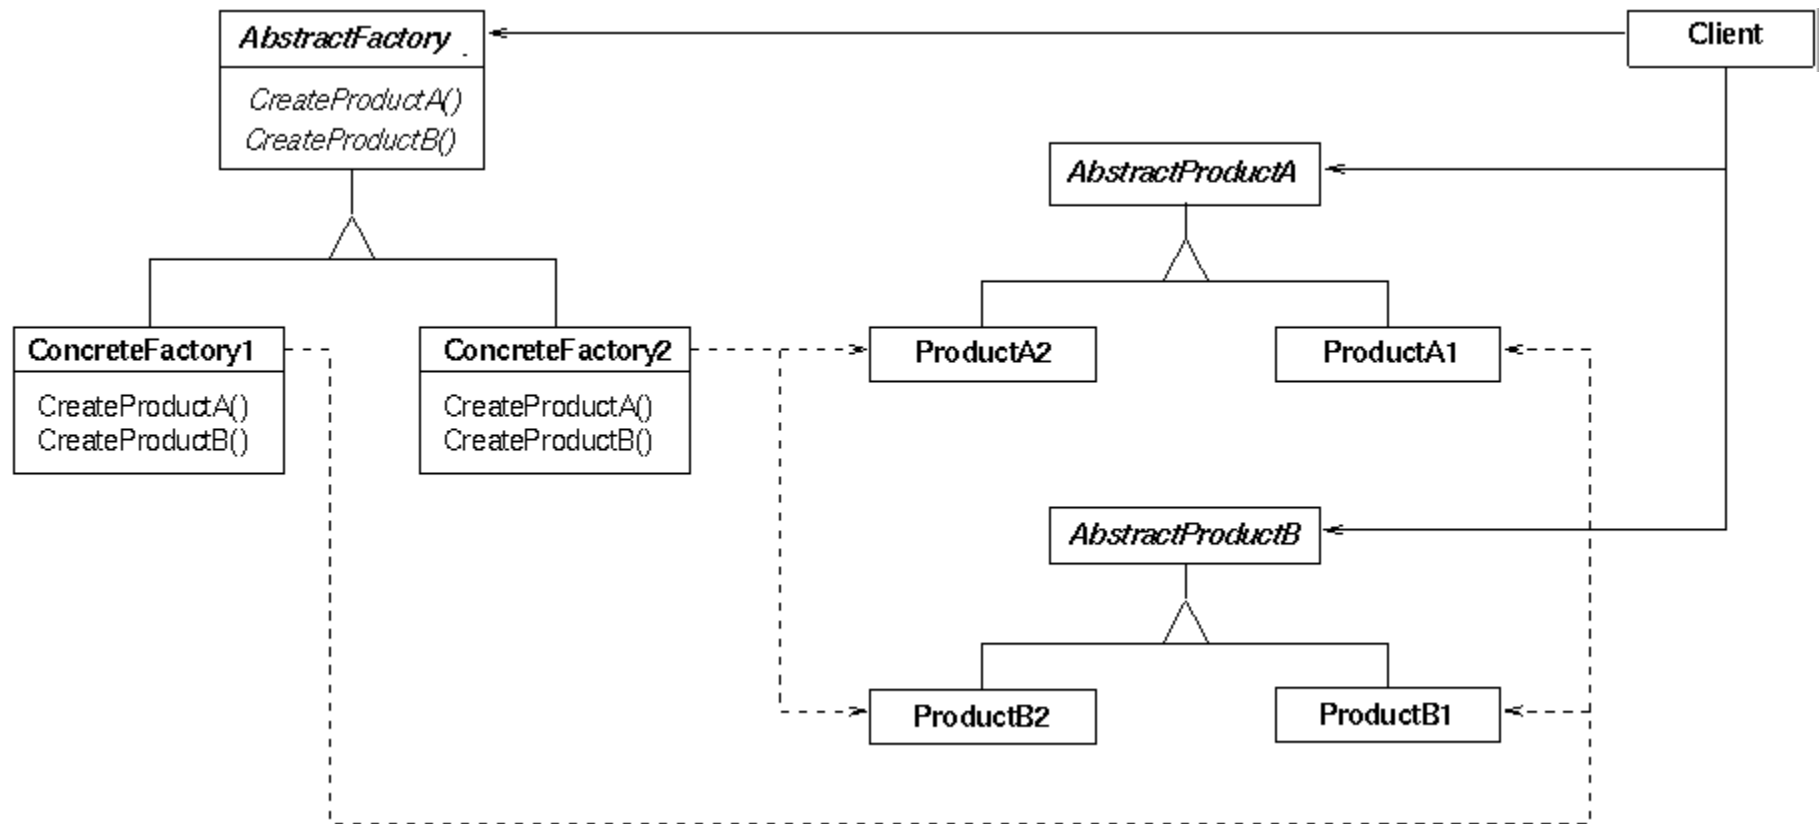 AbstractFactory
Client
CreateProductA()
CreateProductB()
AbstractProductA
ConcreteFactory1
CreateProductA()
CreateProductB()
ConcreteFactory2
CreateProductA()
CreateProductB()
ProductA2
ProductA1
AbstractProductB
ProductB2
ProductB1